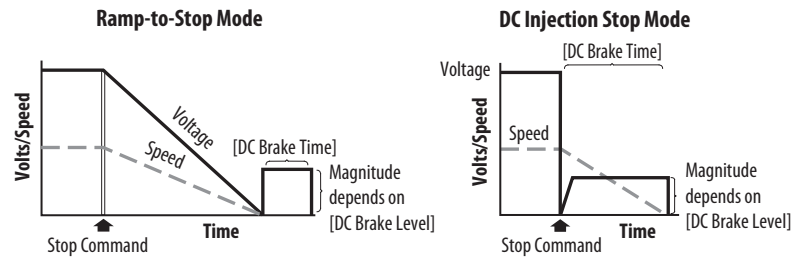 Ramp-to-Stop Mode
Volts/Speed
Voltage
Speed
[DC Brake Time]
Magnitude
depends on
[DC Brake Level]
Time
Stop Command
DC Injection Stop Mode
[DC Brake Time]
Voltage
Volts/Speed
Speed
Magnitude
depends on
[DC Brake Level]
Time
Stop Command